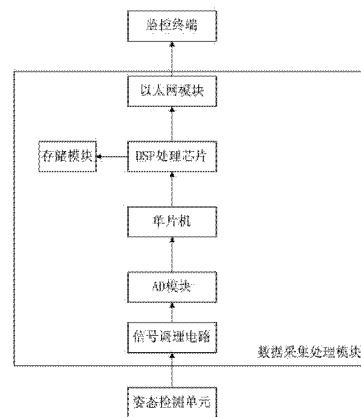 监控终端
以太网模块
存储模块
DSP处理芯片
单片机
AD模块
信号调理电路
数据采集处理模块
姿态检测单元